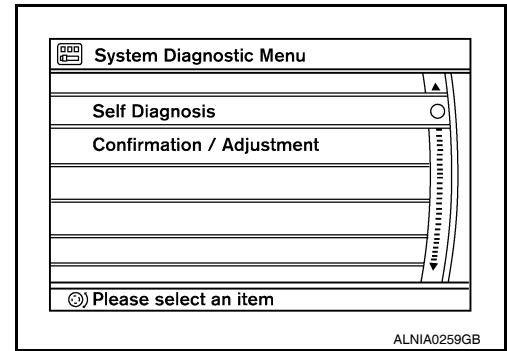 System Diagnostic Menu
Self Diagnosis
Confirmation / Adjustment
Please select an item
ALNIA0259GB